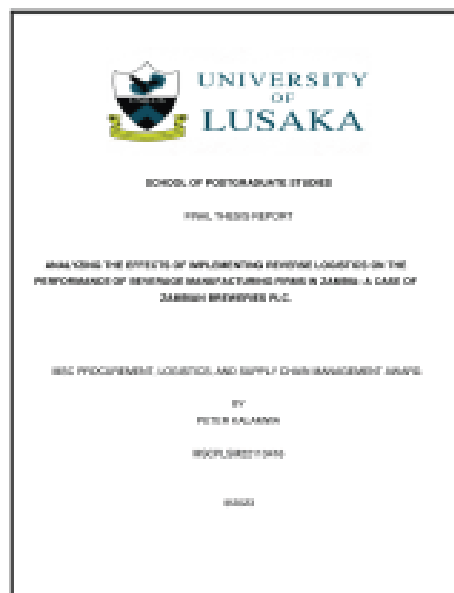 UNIVERSITY
OF
LUSAKA
SCHOOL OF POSTGRADUATE STUDIES
FINAL THESIS REPORT
ANALYZING THE EFFECTS OF IMPLEMENTING REVERSE LOGISTICS ON THE
PERFORMANCE OF BEVERAGE MANUFACTURING FIRMS IN ZAMBIA: A CASE OF
ZAMBIAN BREWERIES PLC.
MSC PROCUREMENT, LOGISTICS AND SUPPLY CHAIN MANAGEMENT
BY
PETER